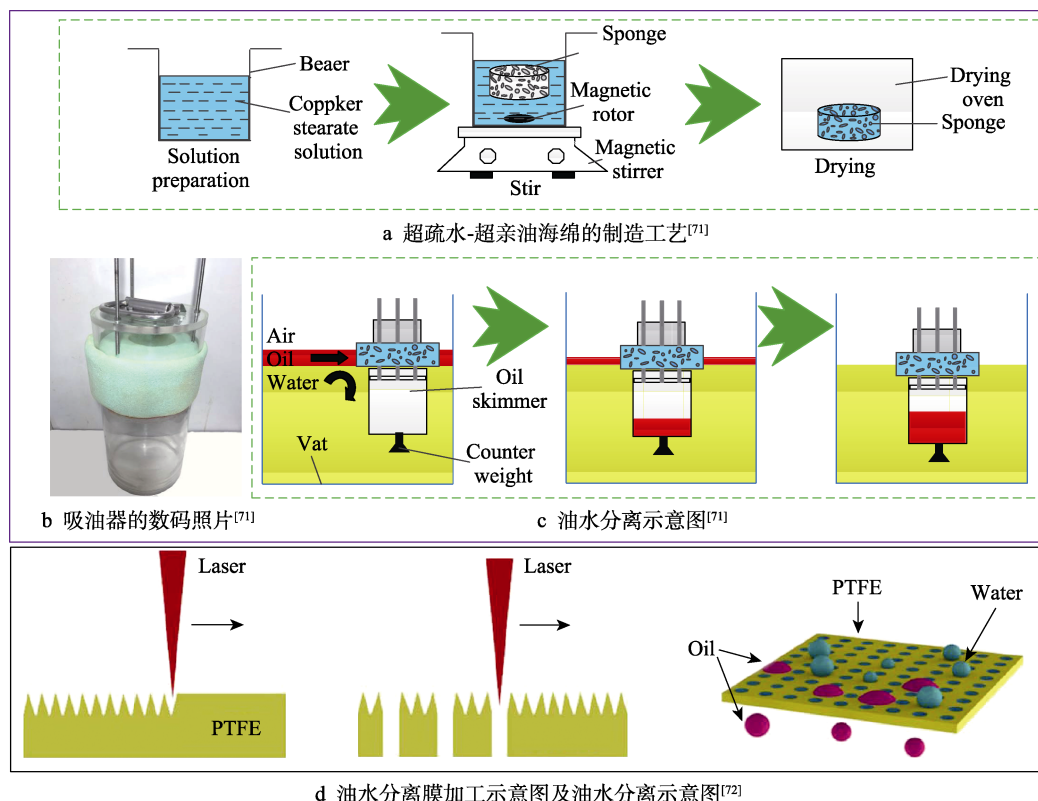 Beaer
Coppker
stearate
solution
Solution
preparation
Sponge
Magnetic
rotor
Magnetic
stirrer
Stir
Drying
oven
Sponge
Drying
a 超疏水-超亲油海绵的制造工艺[71]
b 吸油器的数码照片[71]
Air
Oil
Water
Oil
skimmer
Vat
Counter
weight
c 油水分离示意图[71]
Laser
PTFE
Laser
PTFE
Water
Oil
d 油水分离膜加工示意图及油水分离示意图[72]